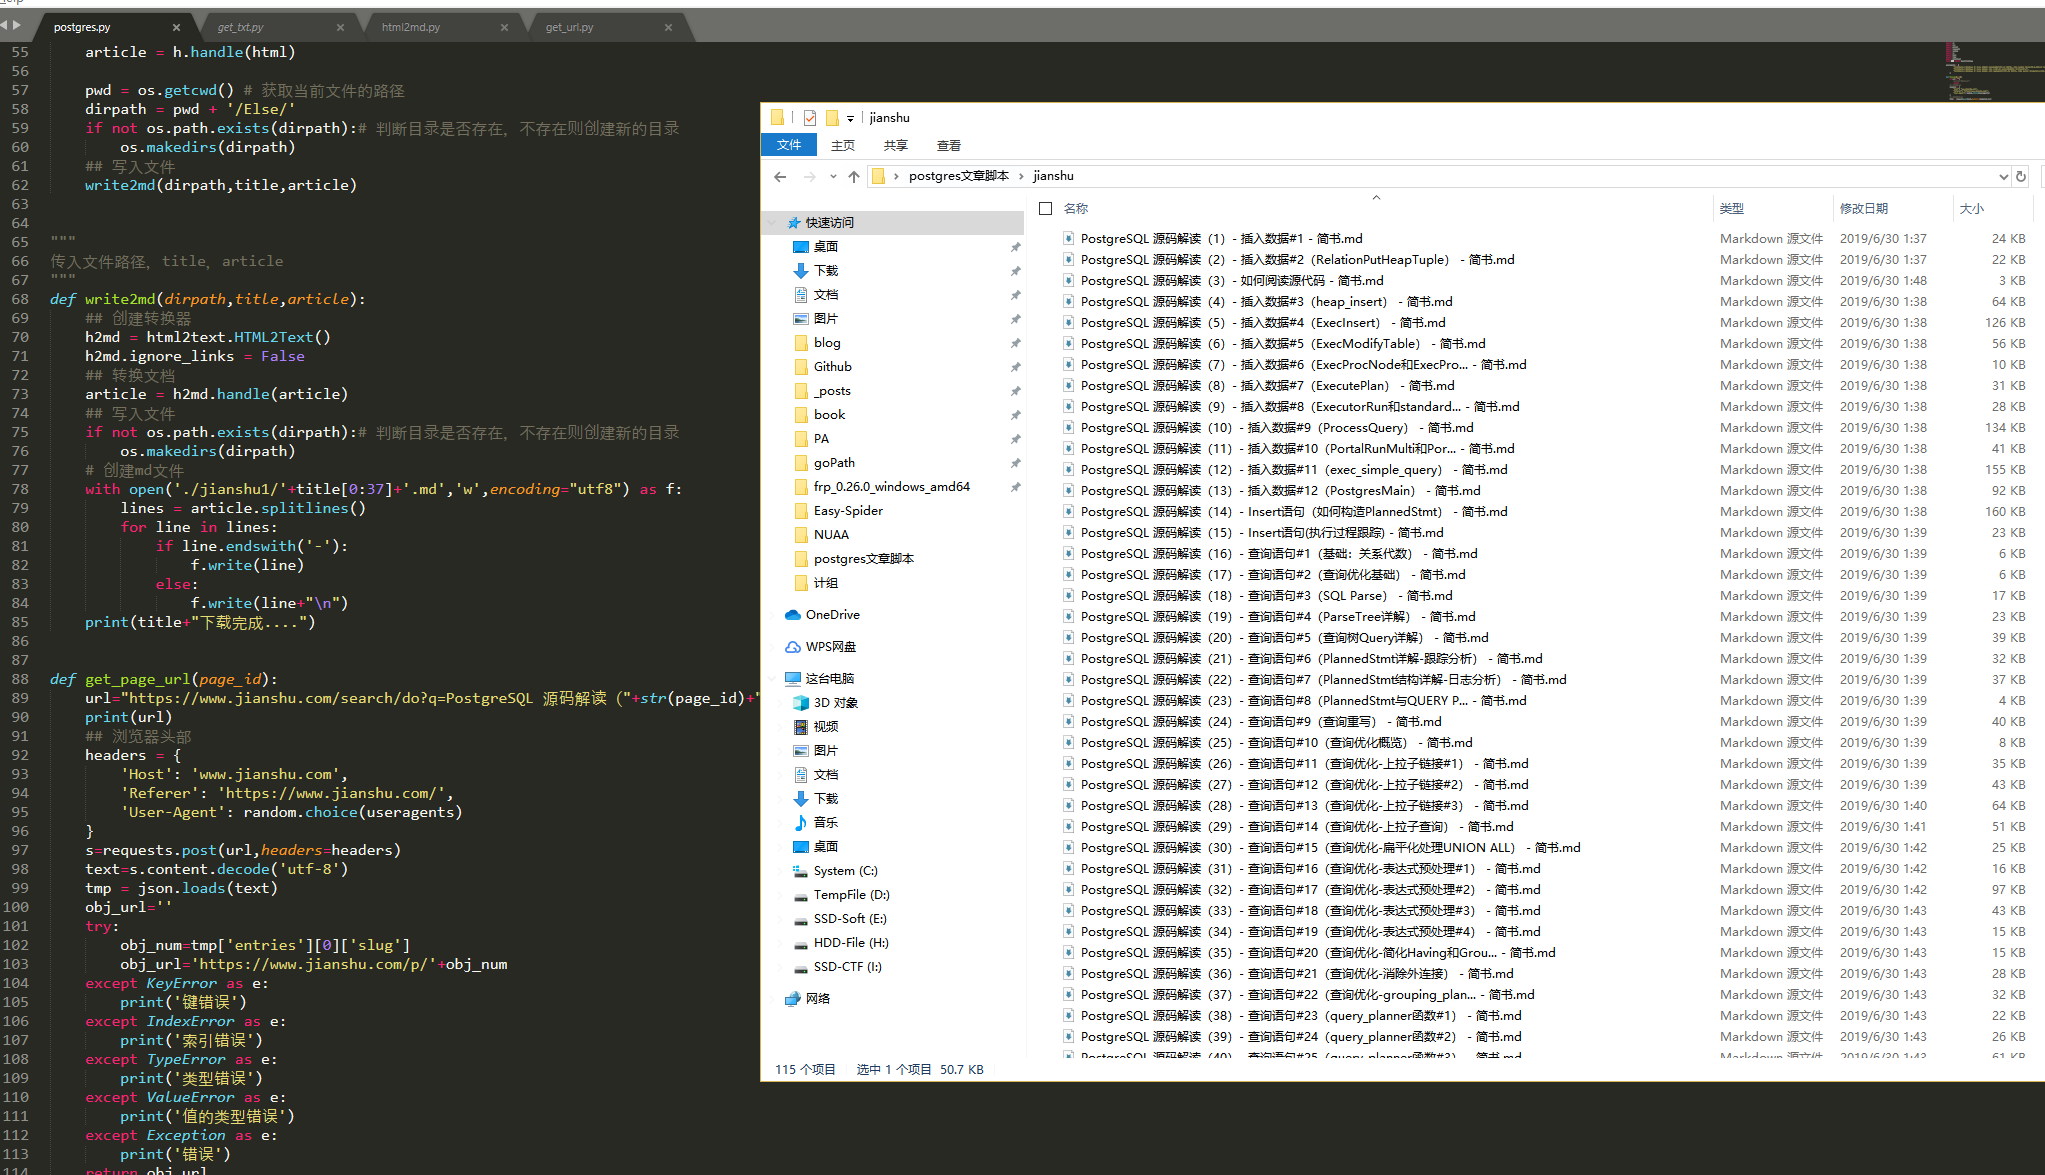 postgres.py
get_txt.py
html2md.py
get_url.py
55 article = h.handle(html)
56
57 pwd = os.getcwd() # 获取当前文件的路径
58 dirpath = pwd + '/Else/'
59 if not os.path.exists(dirpath):# 判断目录是否存在, 不存在则创建新的目录
60 os.makedirs(dirpath)
61 ## 写入文件
62 write2md(dirpath,title,article)
63
64
65 """
66 传入文件路径, title, article
67 """
68 def write2md(dirpath,title,article):
69 ## 创建转换器
70 h2md = html2text.HTML2Text()
71 h2md.ignore_links = False
72 ## 转换文档
73 article = h2md.handle(article)
74 ## 写入文件
75 if not os.path.exists(dirpath):# 判断目录是否存在, 不存在则创建新的目录
76 os.makedirs(dirpath)
77 # 创建md文件
78 with open('./jianshu1/'+title[0:37]+'.md','w',encoding="utf8") as f:
79 lines = article.splitlines()
80 for line in lines:
81 if line.endswith('-'):
82 f.write(line)
83 else:
84 f.write(line+"\n")
85 print(title+"下载完成....")
86
87
88 def get_page_url(page_id):
89 url="https://www.jianshu.com/search/do?q=PostgreSQL 源码解读 ("+str(page_id)+"
90 print(url)
91 ## 浏览器头部
92 headers = {
93 'Host': 'www.jianshu.com',
94 'Referer': 'https://www.jianshu.com/',
95 'User-Agent': random.choice(useragents)
96 }
97 s=requests.post(url,headers=headers)
98 text=s.content.decode('utf-8')
99 tmp = json.loads(text)
100 obj_url=''
101 try:
102 obj_num=tmp['entries'][0]['slug']
103 obj_url='https://www.jianshu.com/p/'+obj_num
104 except KeyError as e:
105 print('键错误')
106 except IndexError as e:
107 print('索引错误')
108 except TypeError as e:
109 print('类型错误')
110 except ValueError as e:
111 print('值的类型错误')
112 except Exception as e:
113 print('错误')
114 return obj_url
jianshu
文件 主页 共享 查看
postgres文章脚本 › jianshu
快速访问
桌面
下载
文档
图片
blog
Github
_posts
book
PA
goPath
frp_0.26.0_windows_amd64
Easy-Spider
NUAA
postgres文章脚本
计组
OneDrive
WPS网盘
这台电脑
3D 对象
视频
图片
文档
下载
音乐
桌面
System (C:)
TempFile (D:)
SSD-Soft (E:)
HDD-File (H:)
SSD-CTF (I:)
网络
名称 类型 修改日期 大小
PostgreSQL 源码解读（1）- 插入数据#1 - 简书.md Markdown 源文件 2019/6/30 1:37 24 KB
PostgreSQL 源码解读（2）- 插入数据#2（RelationPutHeapTuple） - 简书.md Markdown 源文件 2019/6/30 1:37 22 KB
PostgreSQL 源码解读（3）- 如何阅读源代码 - 简书.md Markdown 源文件 2019/6/30 1:48 3 KB
PostgreSQL 源码解读（4）- 插入数据#3（heap_insert） - 简书.md Markdown 源文件 2019/6/30 1:38 64 KB
PostgreSQL 源码解读（5）- 插入数据#4（ExecInsert） - 简书.md Markdown 源文件 2019/6/30 1:38 126 KB
PostgreSQL 源码解读（6）- 插入数据#5（ExecModifyTable） - 简书.md Markdown 源文件 2019/6/30 1:38 56 KB
PostgreSQL 源码解读（7）- 插入数据#6（ExecProcNode和ExecPro... - 简书.md Markdown 源文件 2019/6/30 1:38 10 KB
PostgreSQL 源码解读（8）- 插入数据#7（ExecutePlan） - 简书.md Markdown 源文件 2019/6/30 1:38 31 KB
PostgreSQL 源码解读（9）- 插入数据#8（ExecutorRun和standard... - 简书.md Markdown 源文件 2019/6/30 1:38 28 KB
PostgreSQL 源码解读（10）- 插入数据#9（ProcessQuery） - 简书.md Markdown 源文件 2019/6/30 1:38 134 KB
PostgreSQL 源码解读（11）- 插入数据#10（PortalRunMulti和Por... - 简书.md Markdown 源文件 2019/6/30 1:38 41 KB
PostgreSQL 源码解读（12）- 插入数据#11（exec_simple_query） - 简书.md Markdown 源文件 2019/6/30 1:38 155 KB
PostgreSQL 源码解读（13）- 插入数据#12（PostgresMain） - 简书.md Markdown 源文件 2019/6/30 1:38 92 KB
PostgreSQL 源码解读（14）- Insert语句（如何构造PlannedStmt） - 简书.md Markdown 源文件 2019/6/30 1:38 160 KB
PostgreSQL 源码解读（15）- Insert语句(执行过程跟踪) - 简书.md Markdown 源文件 2019/6/30 1:39 23 KB
PostgreSQL 源码解读（16）- 查询语句#1（基础：关系代数） - 简书.md Markdown 源文件 2019/6/30 1:39 6 KB
PostgreSQL 源码解读（17）- 查询语句#2（查询优化基础） - 简书.md Markdown 源文件 2019/6/30 1:39 6 KB
PostgreSQL 源码解读（18）- 查询语句#3（SQL Parse） - 简书.md Markdown 源文件 2019/6/30 1:39 17 KB
PostgreSQL 源码解读（19）- 查询语句#4（ParseTree详解） - 简书.md Markdown 源文件 2019/6/30 1:39 23 KB
PostgreSQL 源码解读（20）- 查询语句#5（查询树Query详解） - 简书.md Markdown 源文件 2019/6/30 1:39 39 KB
PostgreSQL 源码解读（21）- 查询语句#6（PlannedStmt详解-跟踪分析） - 简书.md Markdown 源文件 2019/6/30 1:39 32 KB
PostgreSQL 源码解读（22）- 查询语句#7（PlannedStmt结构详解-日志分析） - 简书.md Markdown 源文件 2019/6/30 1:39 37 KB
PostgreSQL 源码解读（23）- 查询语句#8（PlannedStmt与QUERY P... - 简书.md Markdown 源文件 2019/6/30 1:39 4 KB
PostgreSQL 源码解读（24）- 查询语句#9（查询重写） - 简书.md Markdown 源文件 2019/6/30 1:39 40 KB
PostgreSQL 源码解读（25）- 查询语句#10（查询优化概览） - 简书.md Markdown 源文件 2019/6/30 1:39 8 KB
PostgreSQL 源码解读（26）- 查询语句#11（查询优化-上拉子链接#1） - 简书.md Markdown 源文件 2019/6/30 1:39 35 KB
PostgreSQL 源码解读（27）- 查询语句#12（查询优化-上拉子链接#2） - 简书.md Markdown 源文件 2019/6/30 1:39 43 KB
PostgreSQL 源码解读（28）- 查询语句#13（查询优化-上拉子链接#3） - 简书.md Markdown 源文件 2019/6/30 1:40 64 KB
PostgreSQL 源码解读（29）- 查询语句#14（查询优化-上拉子查询） - 简书.md Markdown 源文件 2019/6/30 1:41 51 KB
PostgreSQL 源码解读（30）- 查询语句#15（查询优化-扁平化处理UNION ALL） - 简书.md Markdown 源文件 2019/6/30 1:42 25 KB
PostgreSQL 源码解读（31）- 查询语句#16（查询优化-表达式预处理#1） - 简书.md Markdown 源文件 2019/6/30 1:42 16 KB
PostgreSQL 源码解读（32）- 查询语句#17（查询优化-表达式预处理#2） - 简书.md Markdown 源文件 2019/6/30 1:42 97 KB
PostgreSQL 源码解读（33）- 查询语句#18（查询优化-表达式预处理#3） - 简书.md Markdown 源文件 2019/6/30 1:43 43 KB
PostgreSQL 源码解读（34）- 查询语句#19（查询优化-表达式预处理#4） - 简书.md Markdown 源文件 2019/6/30 1:43 15 KB
PostgreSQL 源码解读（35）- 查询语句#20（查询优化-简化Having和Grou... - 简书.md Markdown 源文件 2019/6/30 1:43 15 KB
PostgreSQL 源码解读（36）- 查询语句#21（查询优化-消除外连接） - 简书.md Markdown 源文件 2019/6/30 1:43 28 KB
PostgreSQL 源码解读（37）- 查询语句#22（查询优化-grouping_plan... - 简书.md Markdown 源文件 2019/6/30 1:43 32 KB
PostgreSQL 源码解读（38）- 查询语句#23（query_planner函数#1） - 简书.md Markdown 源文件 2019/6/30 1:43 22 KB
PostgreSQL 源码解读（39）- 查询语句#24（query_planner函数#2） - 简书.md Markdown 源文件 2019/6/30 1:43 26 KB
PostgreSQL 源码解读（40）- 查询语句#25（query_planner函数#3） - 简书.md Markdown 源文件 2019/6/30 1:43 61 KB
115 个项目 选中 1 个项目 50.7 KB